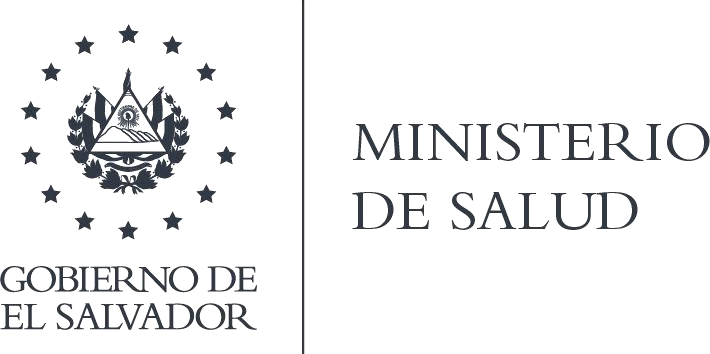 GOBIERNO DE
EL SALVADOR
MINISTERIO
DE SALUD